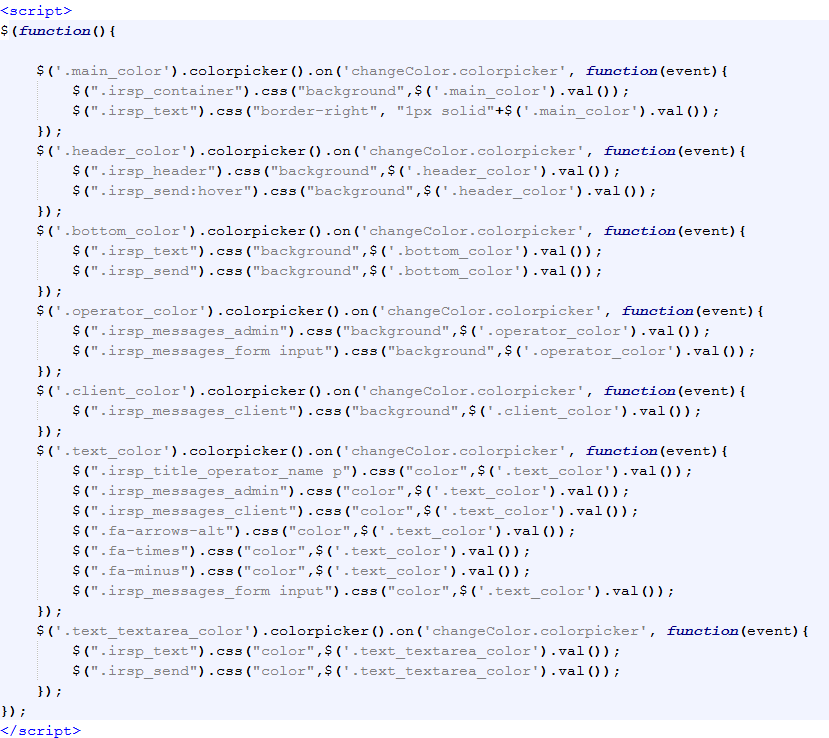 <script>
$(function(){
$('.main_color').colorpicker().on('changeColor.colorpicker', function(event){
$(".irsp_container").css("background",$('.main_color').val());
$(".irsp_text").css("border-right", "1px solid"+$('.main_color').val());
});
$('.header_color').colorpicker().on('changeColor.colorpicker', function(event){
$(".irsp_header").css("background",$('.header_color').val());
$(".irsp_send:hover").css("background",$('.header_color').val());
});
$('.bottom_color').colorpicker().on('changeColor.colorpicker', function(event){
$(".irsp_text").css("background",$('.bottom_color').val());
$(".irsp_send").css("background",$('.bottom_color').val());
});
$('.operator_color').colorpicker().on('changeColor.colorpicker', function(event){
$(".irsp_messages_admin").css("background",$('.operator_color').val());
$(".irsp_messages_form input").css("background",$('.operator_color').val());
});
$('.client_color').colorpicker().on('changeColor.colorpicker', function(event){
$(".irsp_messages_client").css("background",$('.client_color').val());
});
$('.text_color').colorpicker().on('changeColor.colorpicker', function(event){
$(".irsp_title_operator_name p").css("color",$('.text_color').val());
$(".irsp_messages_admin").css("color",$('.text_color').val());
$(".irsp_messages_client").css("color",$('.text_color').val());
$(".fa-arrows-alt").css("color",$('.text_color').val());
$(".fa-times").css("color",$('.text_color').val());
$(".fa-minus").css("color",$('.text_color').val());
$(".irsp_messages_form input").css("color",$('.text_color').val());
});
$('.text_textarea_color').colorpicker().on('changeColor.colorpicker', function(event){
$(".irsp_text").css("color",$('.text_textarea_color').val());
$(".irsp_send").css("color",$('.text_textarea_color').val());
});
});
</script>